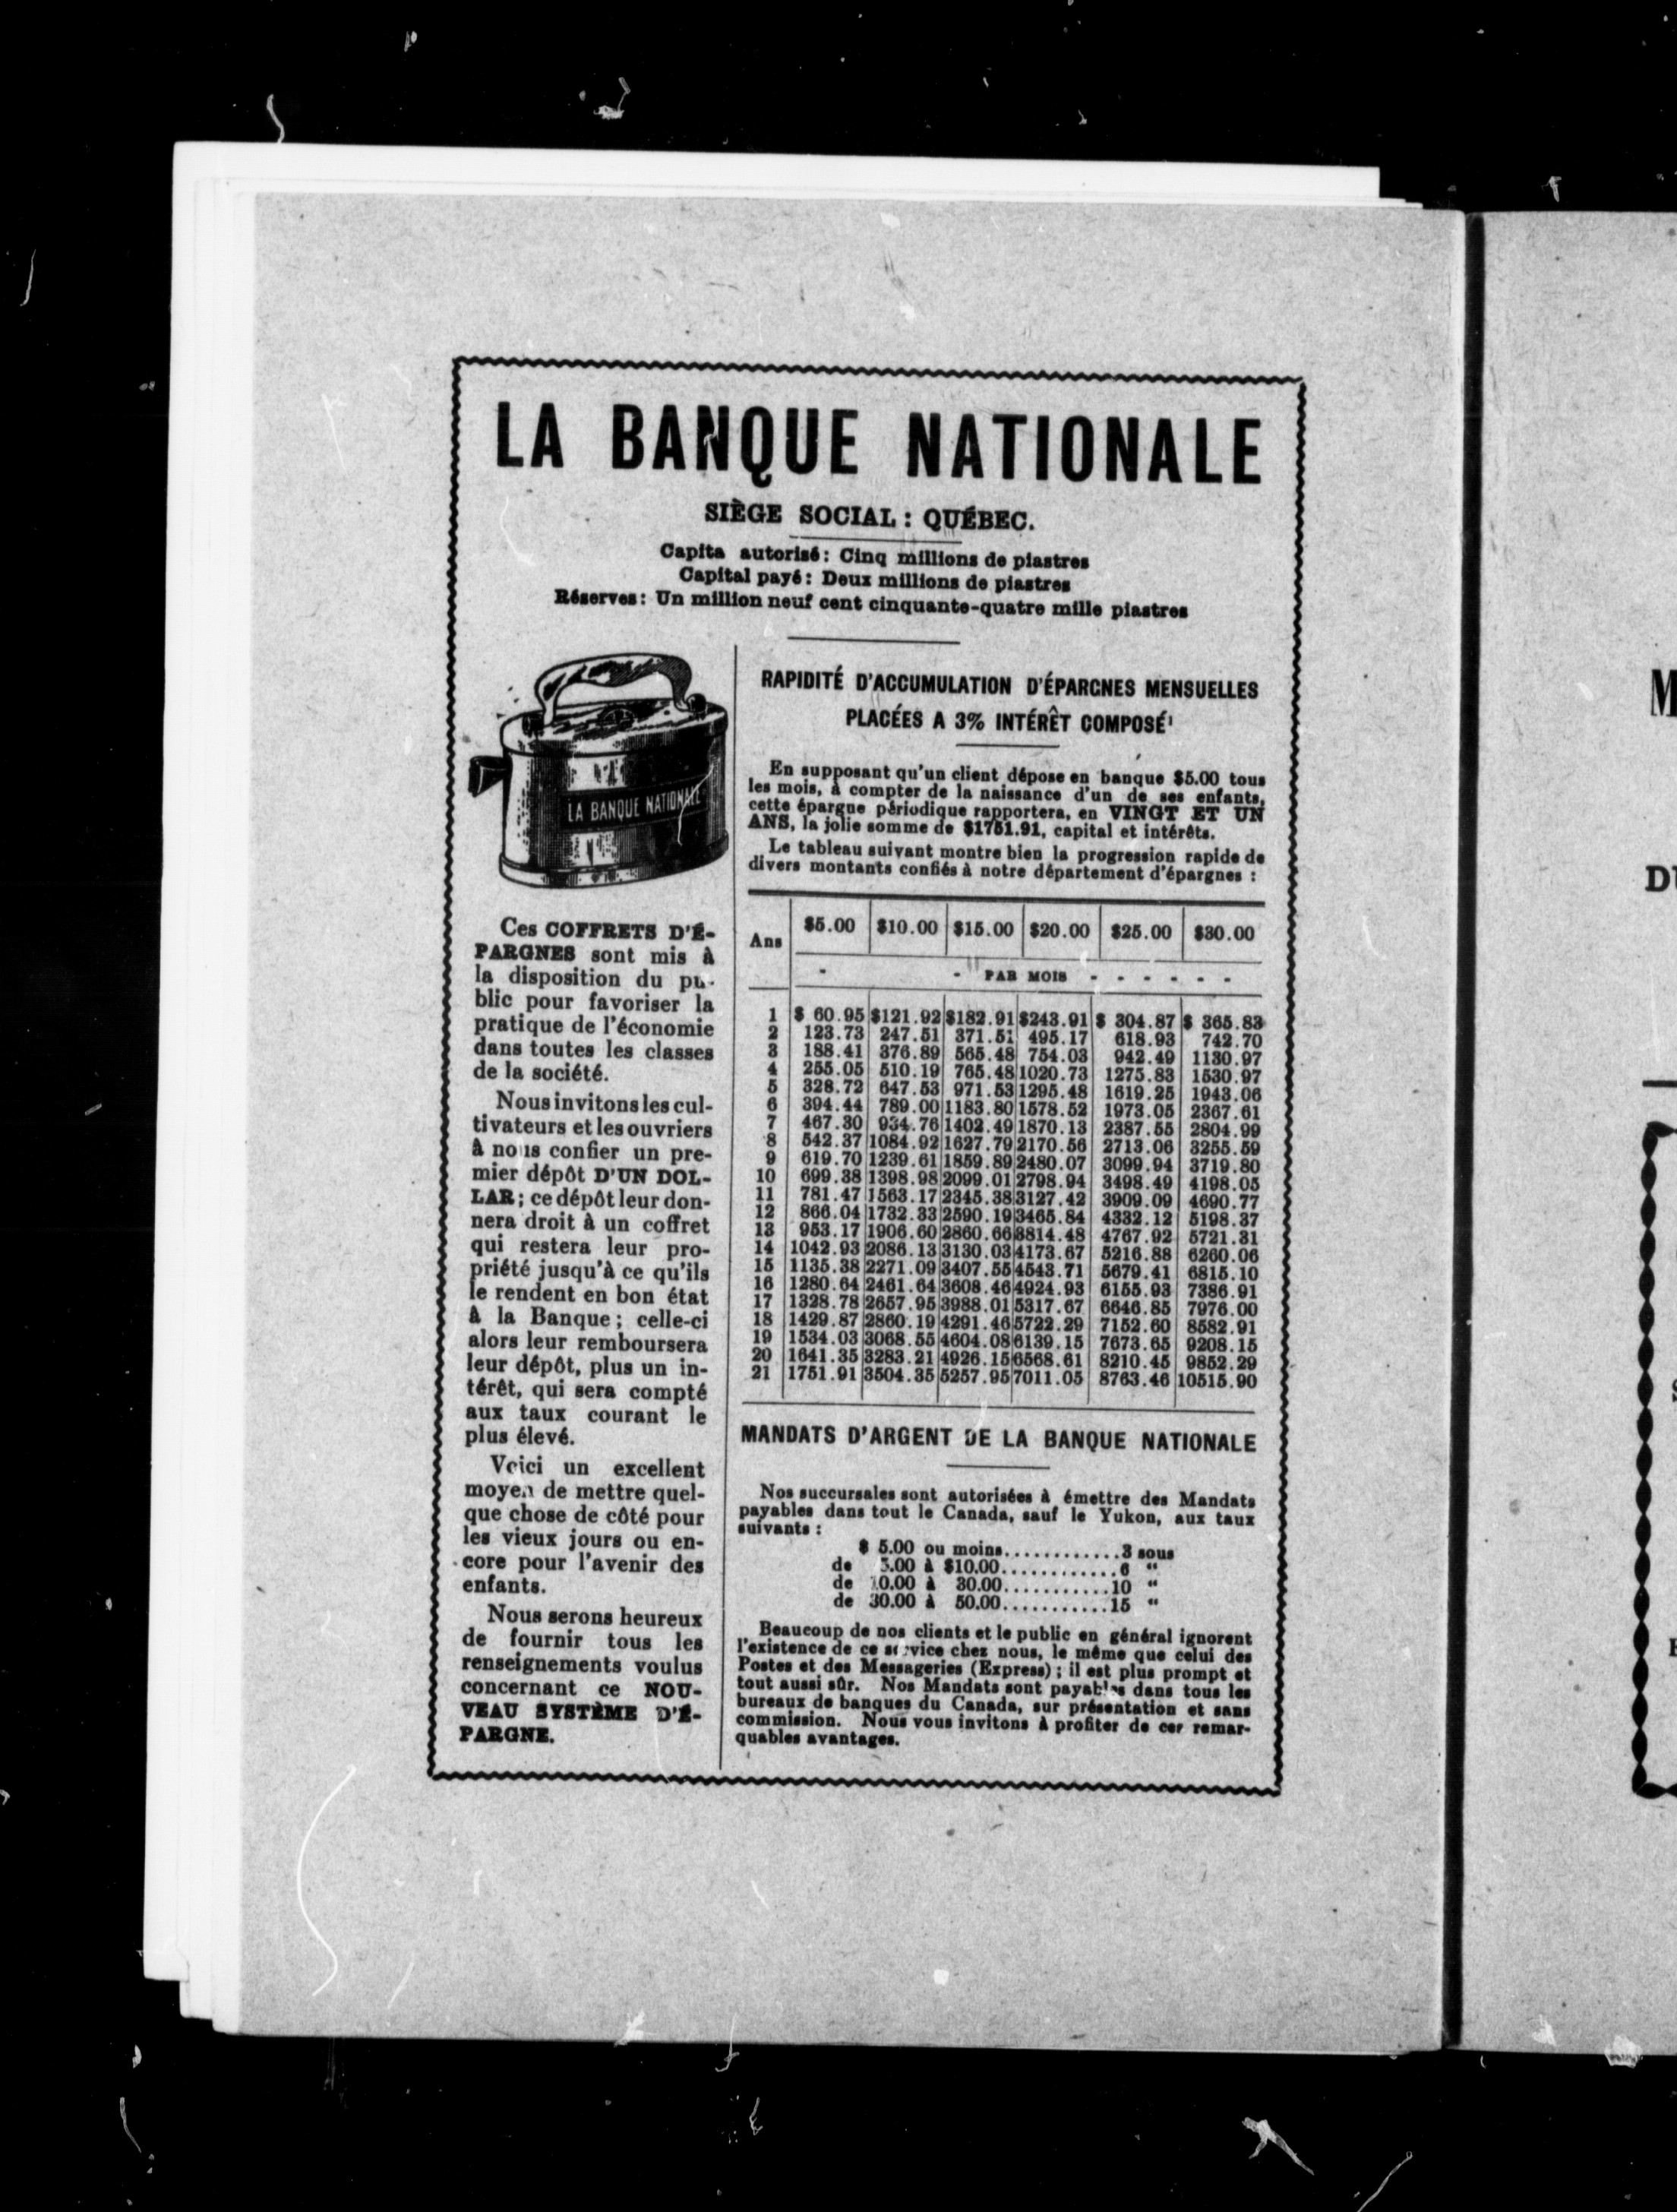 LA BANQUE NATIONALE
SIÈGE SOCIAL : QUÉBEC.
Capita autorisé : Cinq millions de piastres
Capital payé : Deux millions de piastres
Réserves : Un million neuf cent cinquante-quatre mille piastres
LA BANQUE NATIONALE
Ces COFFRETS D'É-
PARGNES sont mis à
la disposition du pu-
blic pour favoriser la
pratique de l'économie
dans toutes les classes
de la société.
Nous invitons les cul-
tivateurs et les ouvriers
à nous confier un pre-
mier dépôt D'UN DOL-
LAR ; ce dépôt leur don-
nera droit à un coffret
qui restera leur pro-
priété jusqu'à ce qu'ils
le rendent en bon état
à la Banque ; celle-ci
alors leur remboursera
leur dépôt, plus un in-
térêt, qui sera compté
aux taux courant le
plus élevé.
Voici un excellent
moyen de mettre quel-
que chose de côté pour
les vieux jours ou en-
core pour l'avenir des
enfants.
Nous serons heureux
de fournir tous les
renseignements voulus
concernant ce NOU-
VEAU SYSTÈME D'É-
PARGNE.
RAPIDITÉ D'ACCUMULATION D'ÉPARGNES MENSUELLES
PLACÉES A 3% INTÉRÊT COMPOSÉ
En supposant qu'un client dépose en banque $5.00 tous
les mois, à compter de la naissance d'un de ses enfants,
cette épargne périodique rapportera, en VINGT ET UN
ANS, la jolie somme de $1751.91, capital et intérêts.
Le tableau suivant montre bien la progression rapide de
divers montants confiés à notre département d'épargnes :
Ans $5.00 $10.00 $15.00 $20.00 $25.00 $30.00
- - PAR MOIS - - - - - -
1 $ 60.95 $121.92 $182.91 $243.91 $ 304.87 $ 365.83
2 123.73 247.51 371.51 495.17 618.93 742.70
3 188.41 376.89 565.48 754.03 942.49 1130.97
4 255.05 510.19 765.48 1020.73 1275.83 1530.97
5 328.72 647.53 971.53 1295.48 1619.25 1943.06
6 394.44 789.00 1183.80 1578.52 1973.05 2367.61
7 467.30 934.76 1402.49 1870.13 2387.55 2804.99
8 542.37 1084.92 1627.79 2170.56 2713.06 3255.59
9 619.70 1239.61 1859.89 2480.07 3099.94 3719.80
10 699.38 1398.98 2099.01 2798.94 3498.49 4198.05
11 781.47 1563.17 2345.38 3127.42 3909.09 4690.77
12 866.04 1732.33 2590.19 3465.84 4332.12 5198.37
13 953.17 1906.60 2860.66 3814.48 4767.92 5721.31
14 1042.93 2086.13 3130.03 4173.67 5216.88 6260.06
15 1135.38 2271.09 3407.55 4543.71 5679.41 6815.10
16 1280.64 2461.64 3608.46 4924.93 6155.93 7386.91
17 1328.78 2657.95 3988.01 5317.67 6646.85 7976.00
18 1429.87 2860.19 4291.46 5722.29 7152.60 8582.91
19 1534.03 3068.55 4604.08 6139.15 7673.65 9208.15
20 1641.35 3283.21 4926.15 6568.61 8210.45 9852.29
21 1751.91 3504.35 5257.95 7011.05 8763.46 10515.90
MANDATS D'ARGENT DE LA BANQUE NATIONALE
Nos succursales sont autorisées à émettre des Mandats
payables dans tout le Canada, sauf le Yukon, aux taux
suivants :
$ 5.00 ou moins............3 sous
de 5.00 à $10.00............6 "
de 10.00 à 30.00...........10 "
de 30.00 à 50.00...........15 "
Beaucoup de nos clients et le public en général ignorent
l'existence de ce service chez nous, le même que celui des
Postes et des Messageries (Express) ; il est plus prompt et
tout aussi sûr. Nos Mandats sont payables dans tous les
bureaux de banques du Canada, sur présentation et sans
commission. Nous vous invitons à profiter de cer remar-
quables avantages.
M
DU